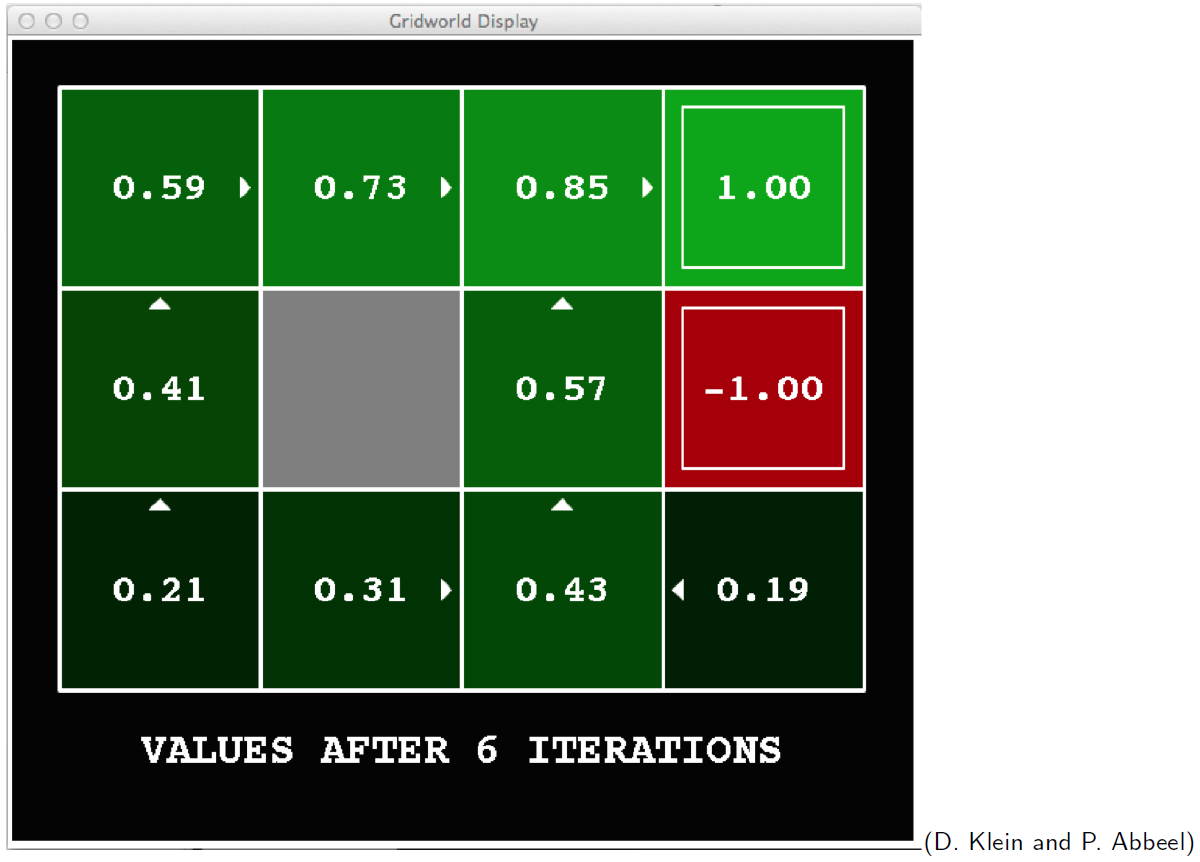 Gridworld Display
0.59 0.73 0.85 1.00
0.41 0.57 -1.00
0.21 0.31 0.43 0.19
VALUES AFTER 6 ITERATIONS
(D. Klein and P. Abbeel)